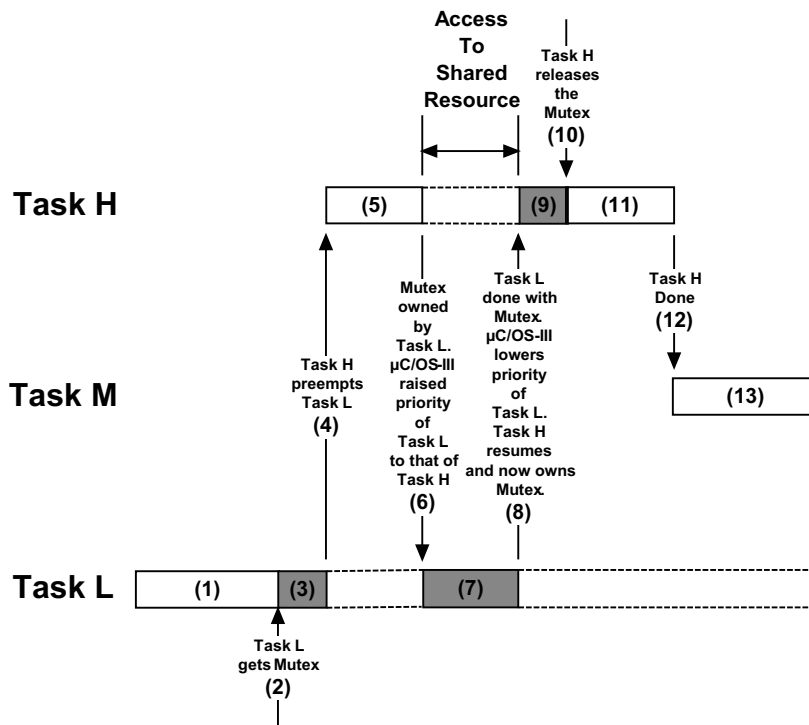 Access
To
Shared
Resource
Task H
releases
the
Mutex
(10)
Task H
(5)
(9)
(11)
Task H
preempts
Task L
(4)
Mutex
owned
by
Task L.
µC/OS-III
raised
priority
of
Task L
to that of
Task H
(6)
Task L
done with
Mutex.
µC/OS-III
lowers
priority
of
Task L.
Task H
resumes
and now owns
Mutex.
(8)
Task H
Done
(12)
Task M
(13)
Task L
(1)
(3)
(7)
Task L
gets Mutex
(2)